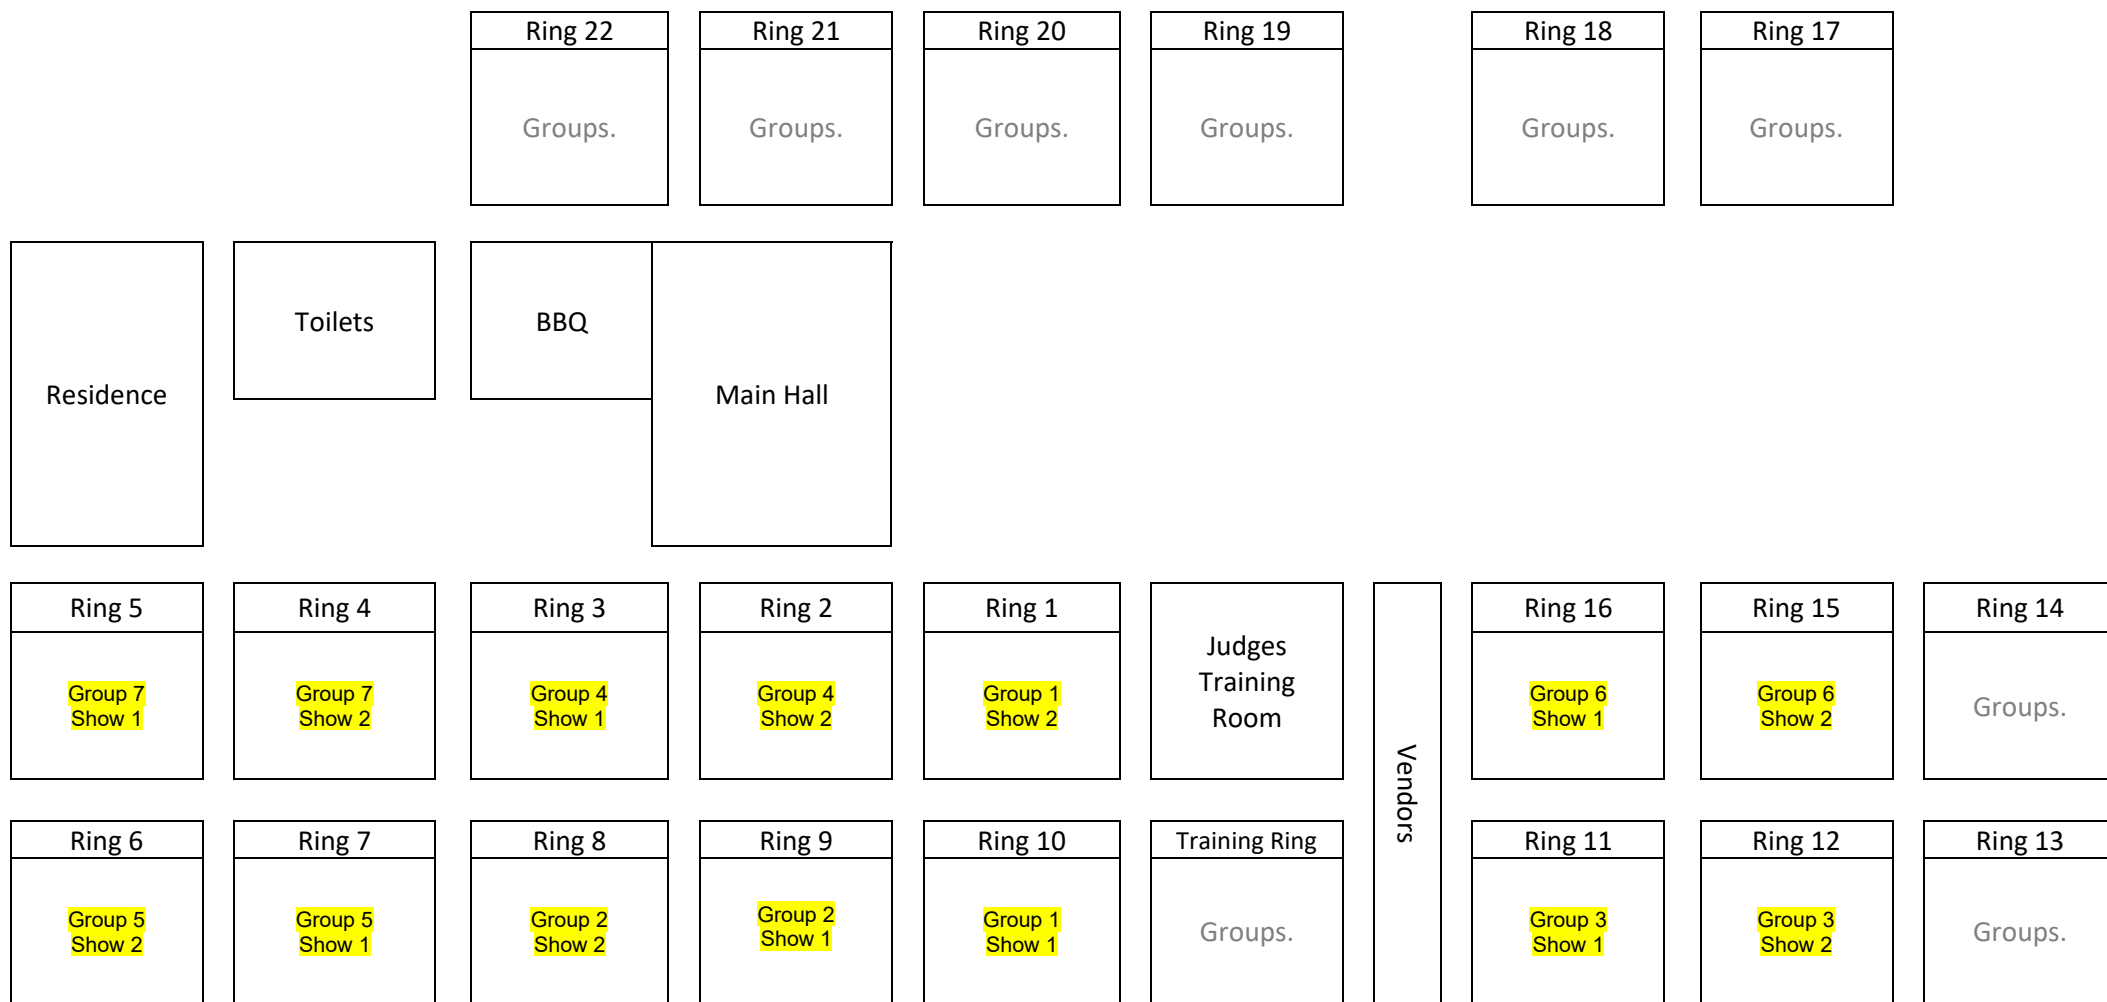 Ring 22
Ring 21
Ring 20
Ring 19
Ring 18
Ring 17
Groups.
Groups.
Groups.
Groups.
Groups.
Groups.
Residence
Toilets
BBQ
Main Hall
Ring 5
Ring 4
Ring 3
Ring 2
Ring 1
Judges
Training
Room
Vendors
Ring 16
Ring 15
Ring 14
Group 7
Show 1
Group 7
Show 2
Group 4
Show 1
Group 4
Show 2
Group 1
Show 2
Group 6
Show 1
Group 6
Show 2
Groups.
Ring 6
Ring 7
Ring 8
Ring 9
Ring 10
Training Ring
Ring 11
Ring 12
Ring 13
Group 5
Show 2
Group 5
Show 1
Group 2
Show 2
Group 2
Show 1
Group 1
Show 1
Groups.
Group 3
Show 1
Group 3
Show 2
Groups.